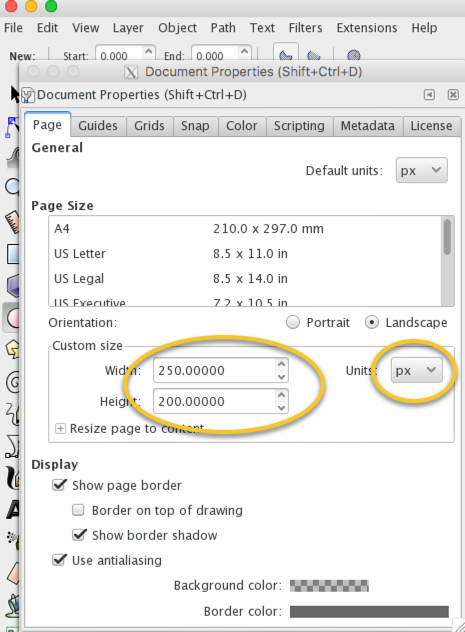 File Edit View Layer Object Path Text Filters Extensions Help
New: Start: 0.000 End: 0.000
Document Properties (Shift+Ctrl+D)
Document Properties (Shift+Ctrl+D)
Page Guides Grids Snap Color Scripting Metadata License
General
Default units: px
Page Size
A4 210.0 x 297.0 mm
US Letter 8.5 x 11.0 in
US Legal 8.5 x 14.0 in
US Executive 7.2 x 10.5 in
Orientation: Portrait Landscape
Custom size
Width: 250.00000 Units: px
Height: 200.00000
Resize page to content
Display
Show page border
Border on top of drawing
Show border shadow
Use antialiasing
Background color:
Border color: